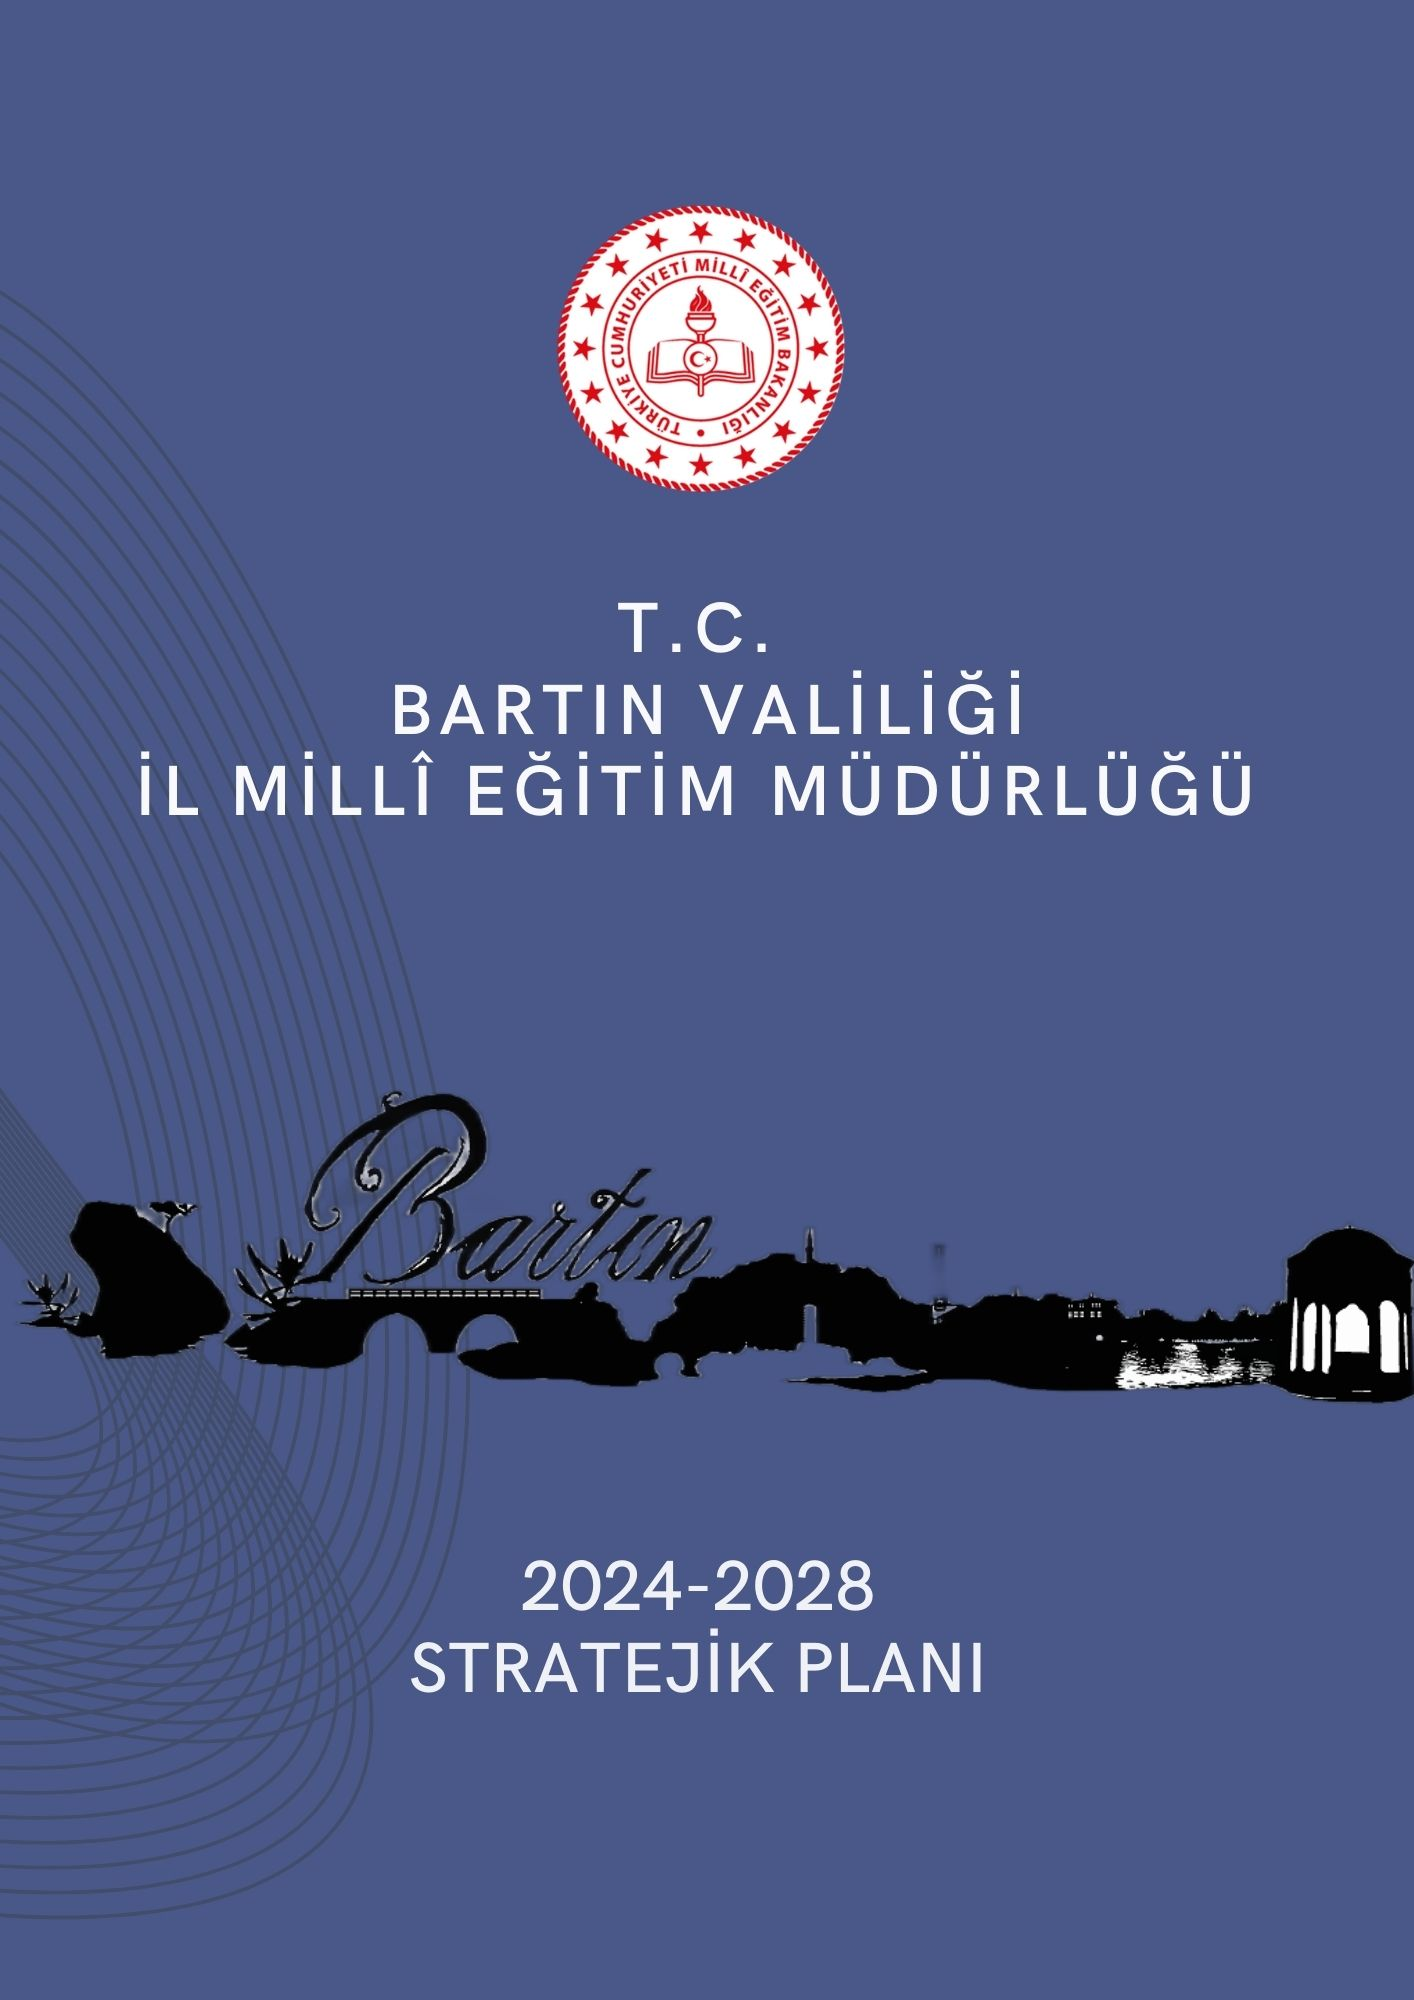 TÜRKİYE CUMHURİYETİ MİLLÎ EĞİTİM BAKANLIĞI
T.C.
BARTIN VALİLİĞİ
İL MİLLÎ EĞİTİM MÜDÜRLÜĞÜ
Bartın
2024-2028
STRATEJİK PLANI